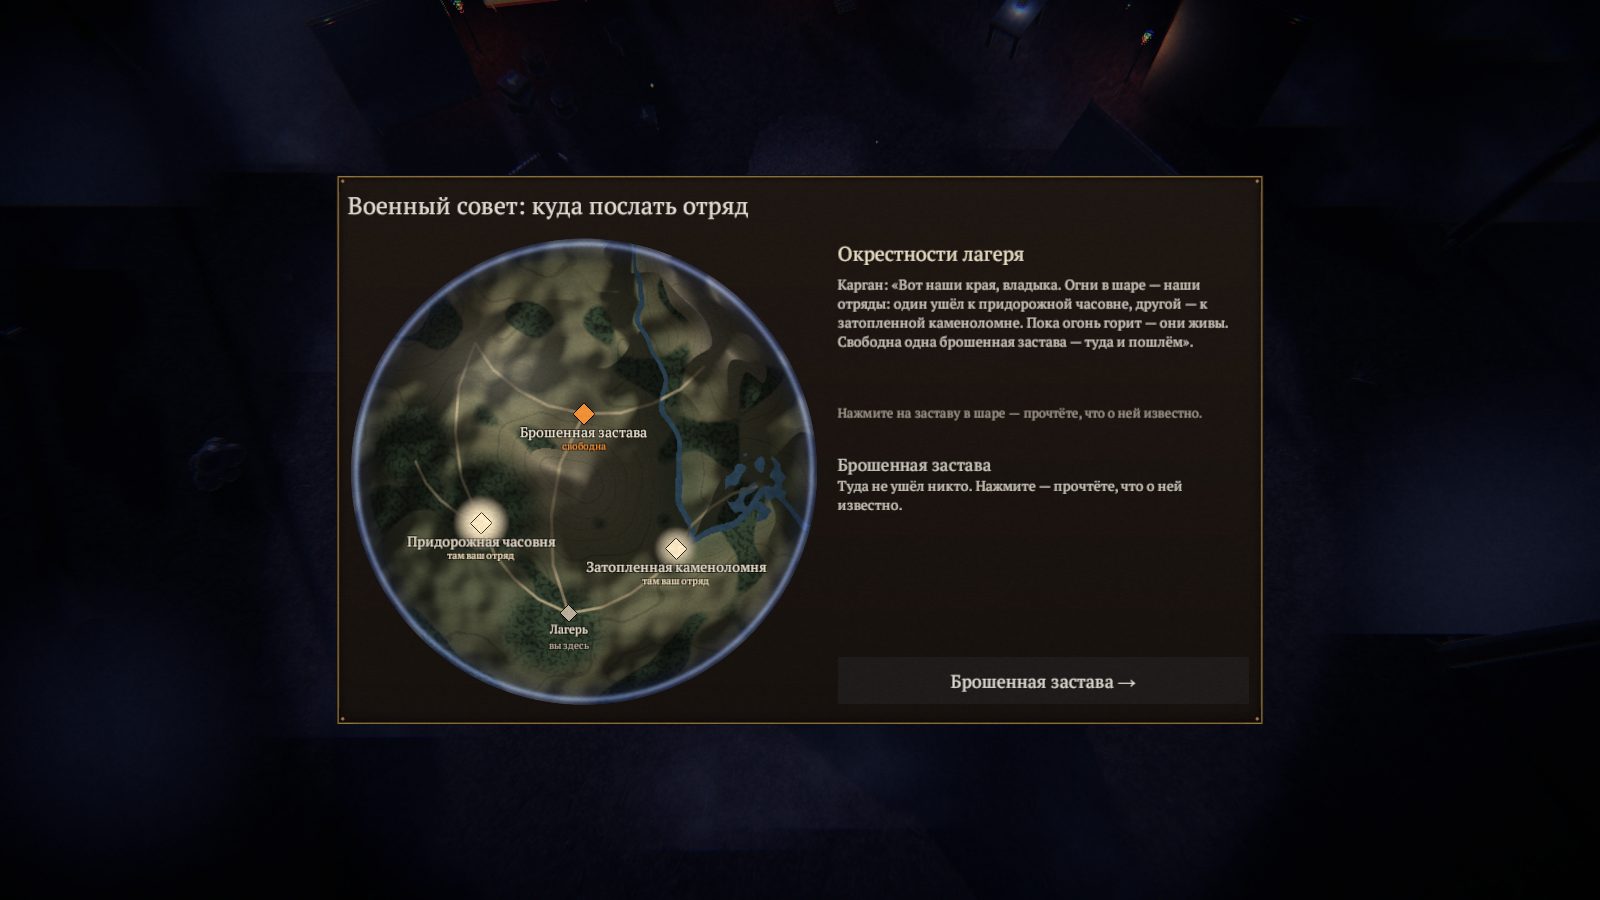 Военный совет: куда послать отряд
Окрестности лагеря
Карган: «Вот наши края, владыка. Огни в шаре — наши
отряды: один ушёл к придорожной часовне, другой — к
затопленной каменоломне. Пока огонь горит — они живы.
Свободна одна брошенная застава — туда и пошлём».
Нажмите на заставу в шаре — прочтёте, что о ней известно.
Брошенная застава
Туда не ушёл никто. Нажмите — прочтёте, что о ней
известно.
Брошенная застава →
Брошенная застава
свободна
Придорожная часовня
там ваш отряд
Затопленная каменоломня
там ваш отряд
Лагерь
вы здесь